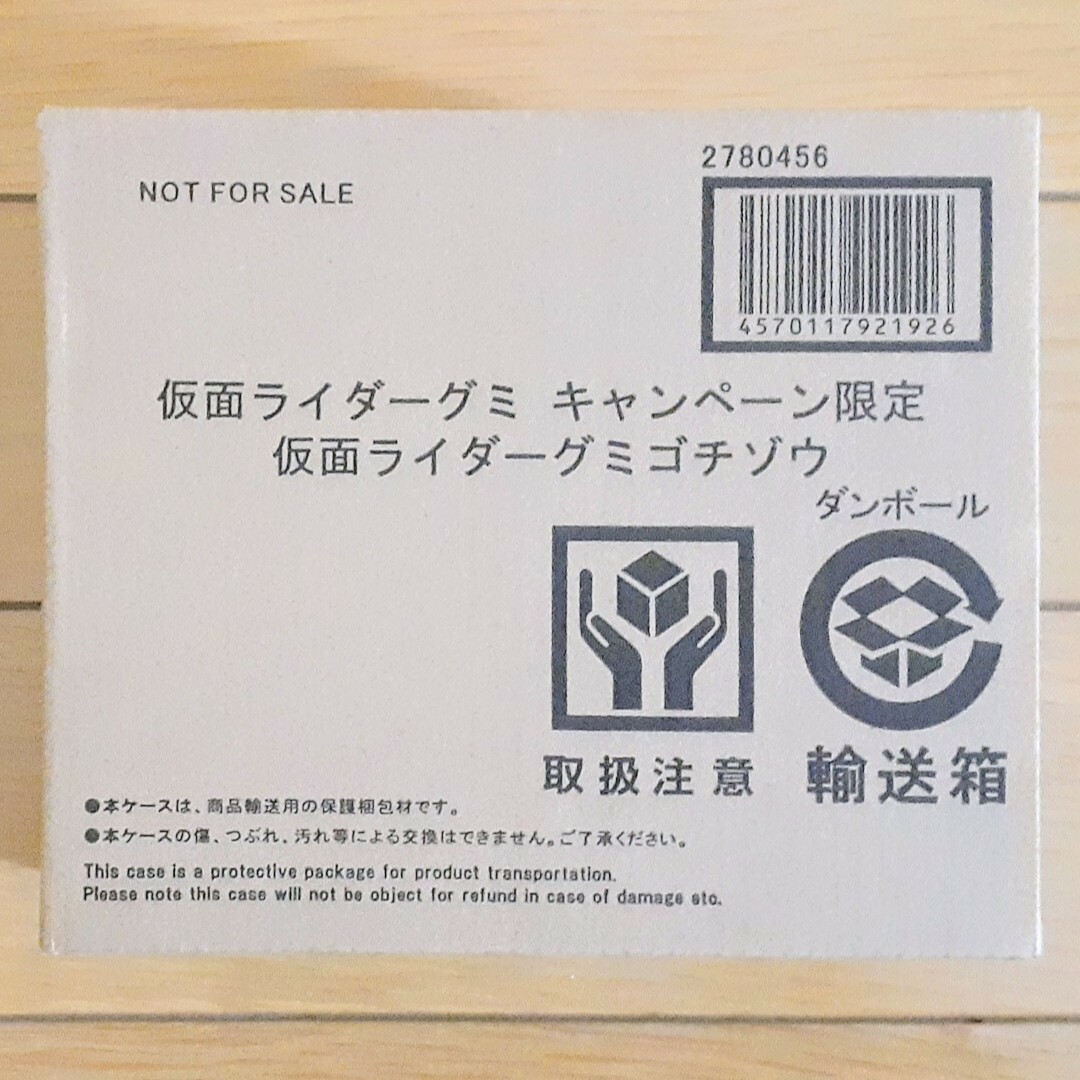 NOT FOR SALE
2780456
4570117921926
仮面ライダーグミ キャンペーン限定
仮面ライダーグミゴチゾウ
ダンボール
取扱注意
輸送箱
●本ケースは、商品輸送用の保護梱包材です。
●本ケースの傷、つぶれ、汚れ等による交換はできません。ご了承ください。
This case is a protective package for product transportation.
Please note this case will not be object for refund in case of damage etc.